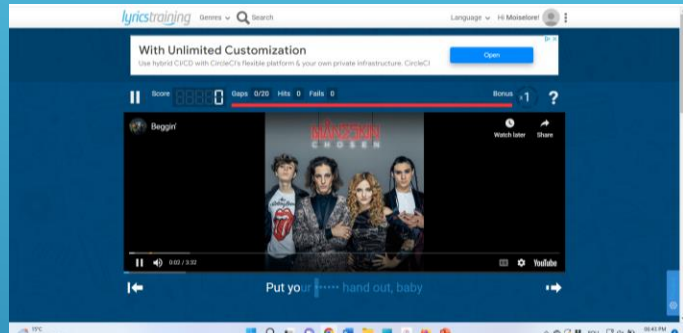 lyricstraining Genres Search Language Hi Moiselore!
With Unlimited Customization
Use hybrid CI/CD with CircleCI's flexible platform & your own private infrastructure. CircleCI
Open
Score 0 Gaps 0/20 Hits 0 Fails 0 Bonus x1 ?
Beggin'
Watch later Share
MÅNESKIN
CHOSEN
0:02 / 3:32
YouTube
Put your ······ hand out, baby